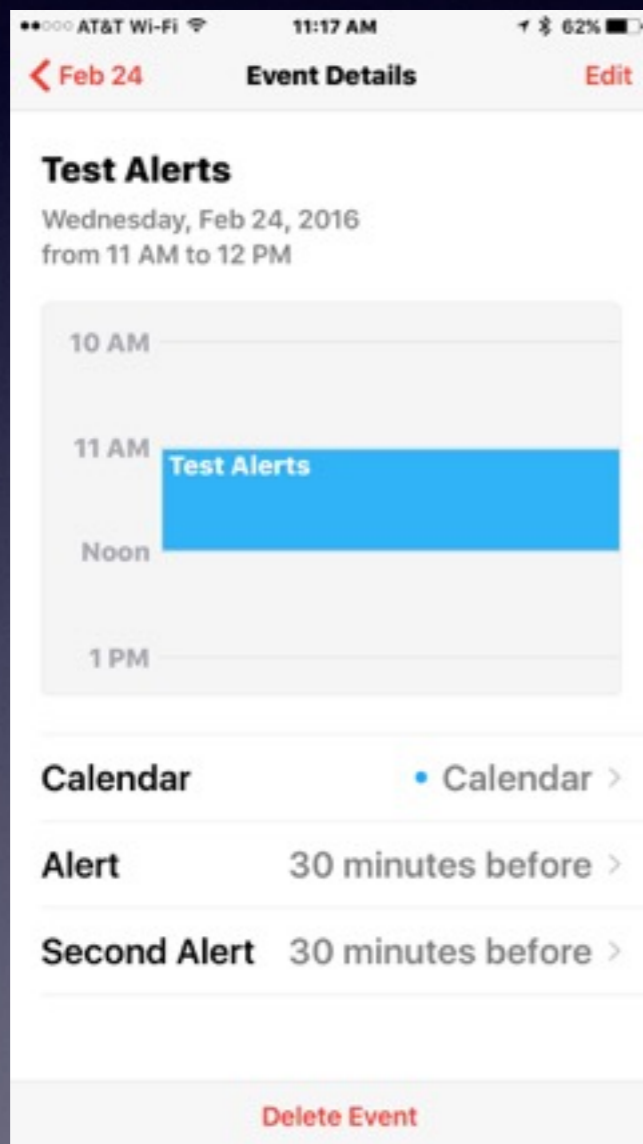 AT&T Wi-Fi 11:17 AM 62%
Feb 24 Event Details Edit
Test Alerts
Wednesday, Feb 24, 2016
from 11 AM to 12 PM
10 AM
11 AM
Test Alerts
Noon
1 PM
Calendar • Calendar >
Alert 30 minutes before >
Second Alert 30 minutes before >
Delete Event